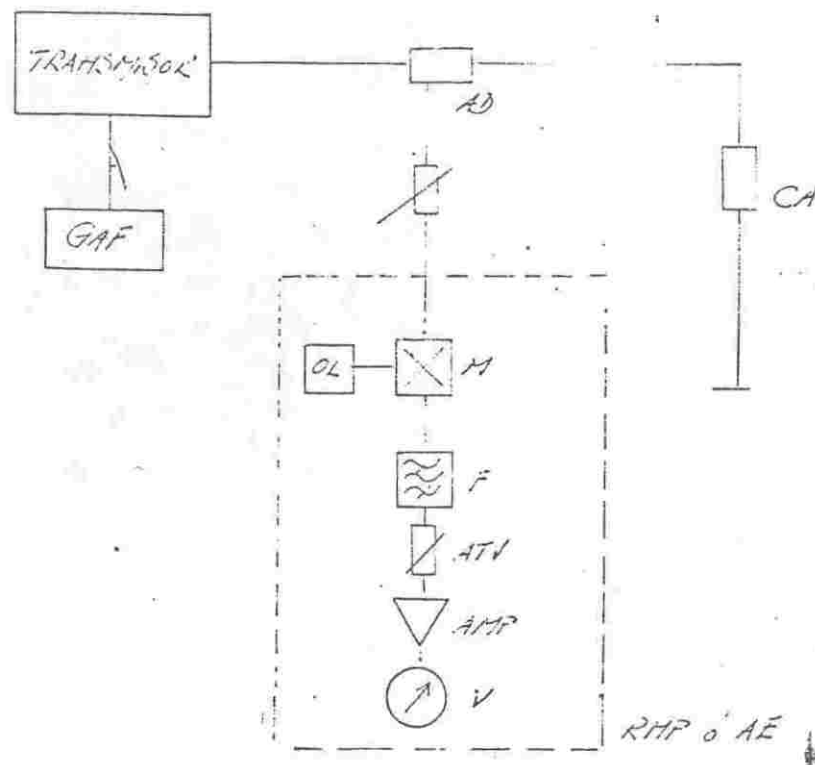 TRANSMISOR
AD
CA
GAF
OL
M
F
ATV
AMP
V
RMP ó AE